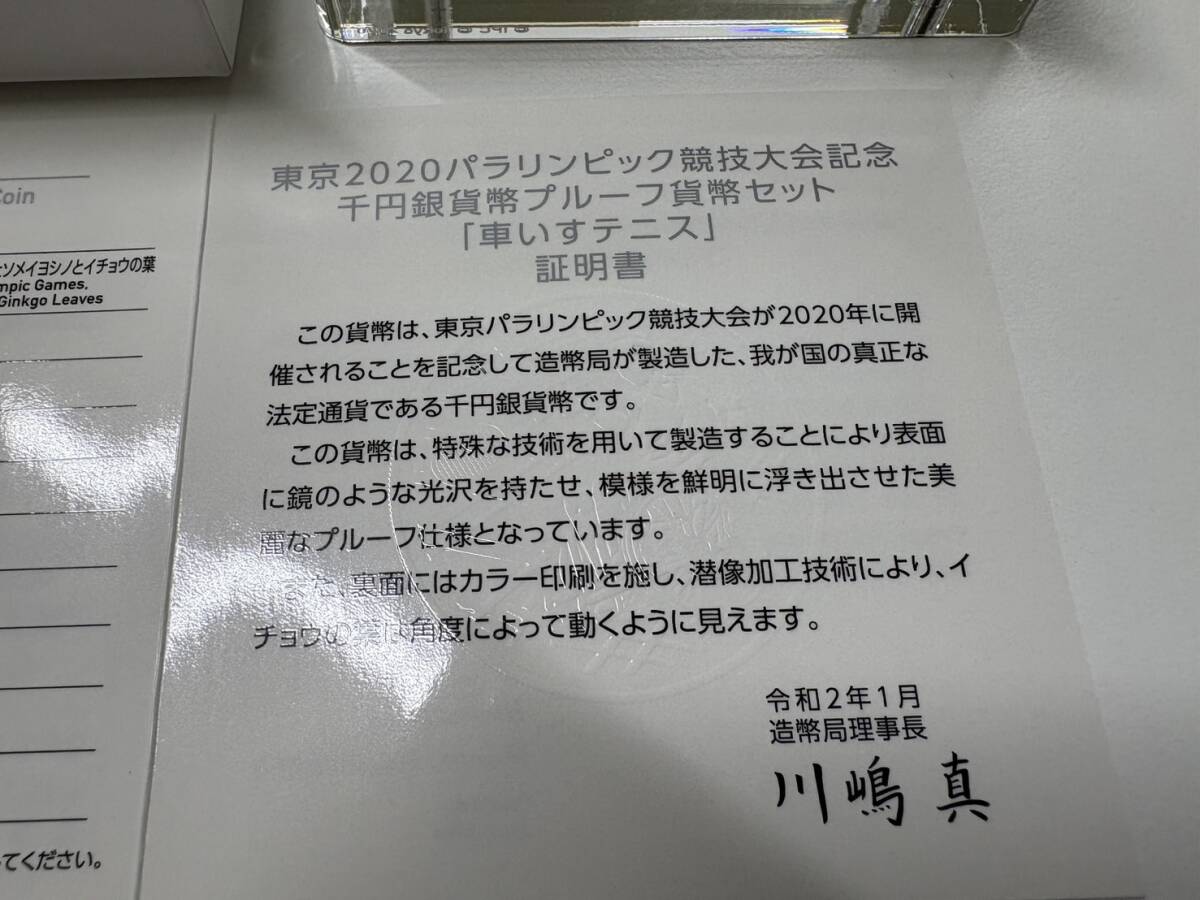 Coin
ソメイヨシノとイチョウの葉
mpic Games,
Ginkgo Leaves
てください。
東京2020パラリンピック競技大会記念
千円銀貨幣プルーフ貨幣セット
「車いすテニス」
証明書
この貨幣は、東京パラリンピック競技大会が2020年に開
催されることを記念して造幣局が製造した、我が国の真正な
法定通貨である千円銀貨幣です。
この貨幣は、特殊な技術を用いて製造することにより表面
に鏡のような光沢を持たせ、模様を鮮明に浮き出させた美
麗なプルーフ仕様となっています。
また、裏面にはカラー印刷を施し、潜像加工技術により、イ
チョウの葉は角度によって動くように見えます。
令和2年1月
造幣局理事長
川嶋 真